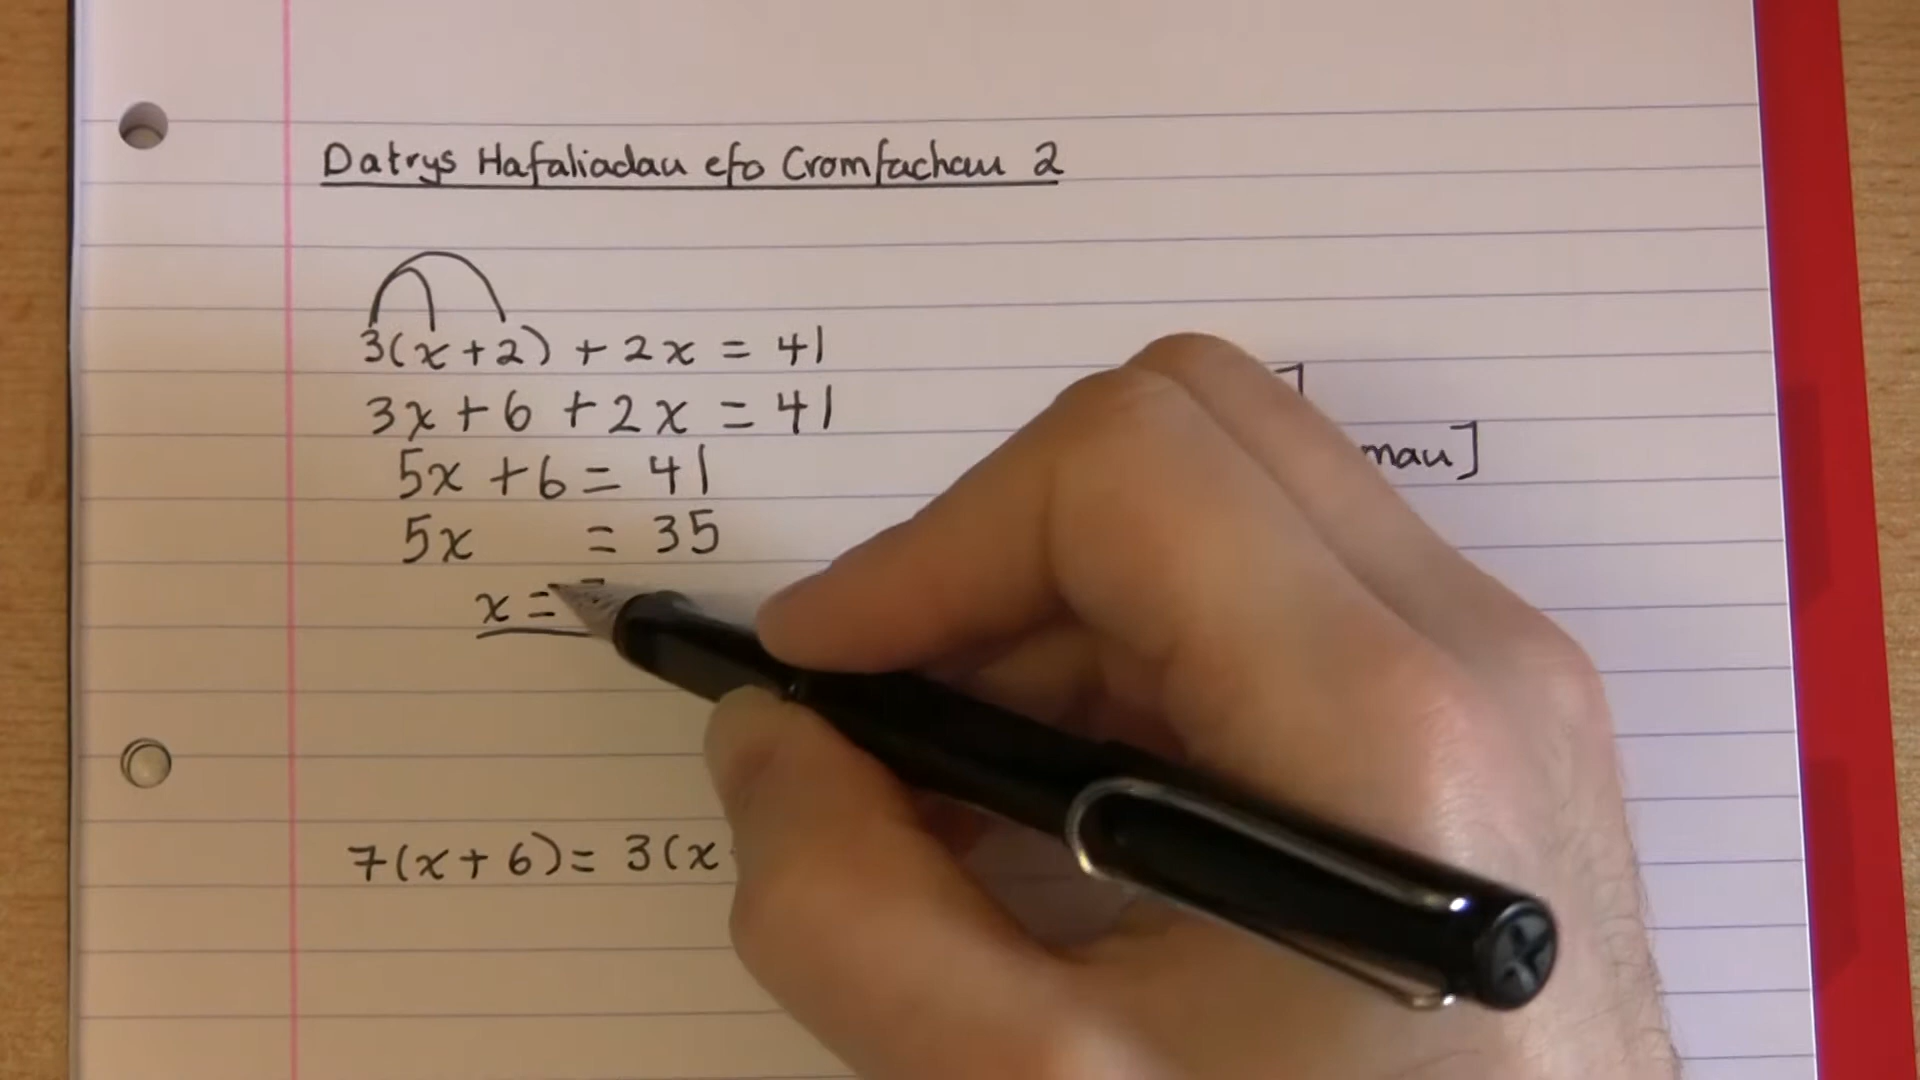 Datrys Hafaliadau efo Cromfachau 2
3(x+2) + 2x = 41
]
3x + 6 + 2x = 41
mau]
5x + 6 = 41
5x = 35
x =
7(x + 6) = 3(x